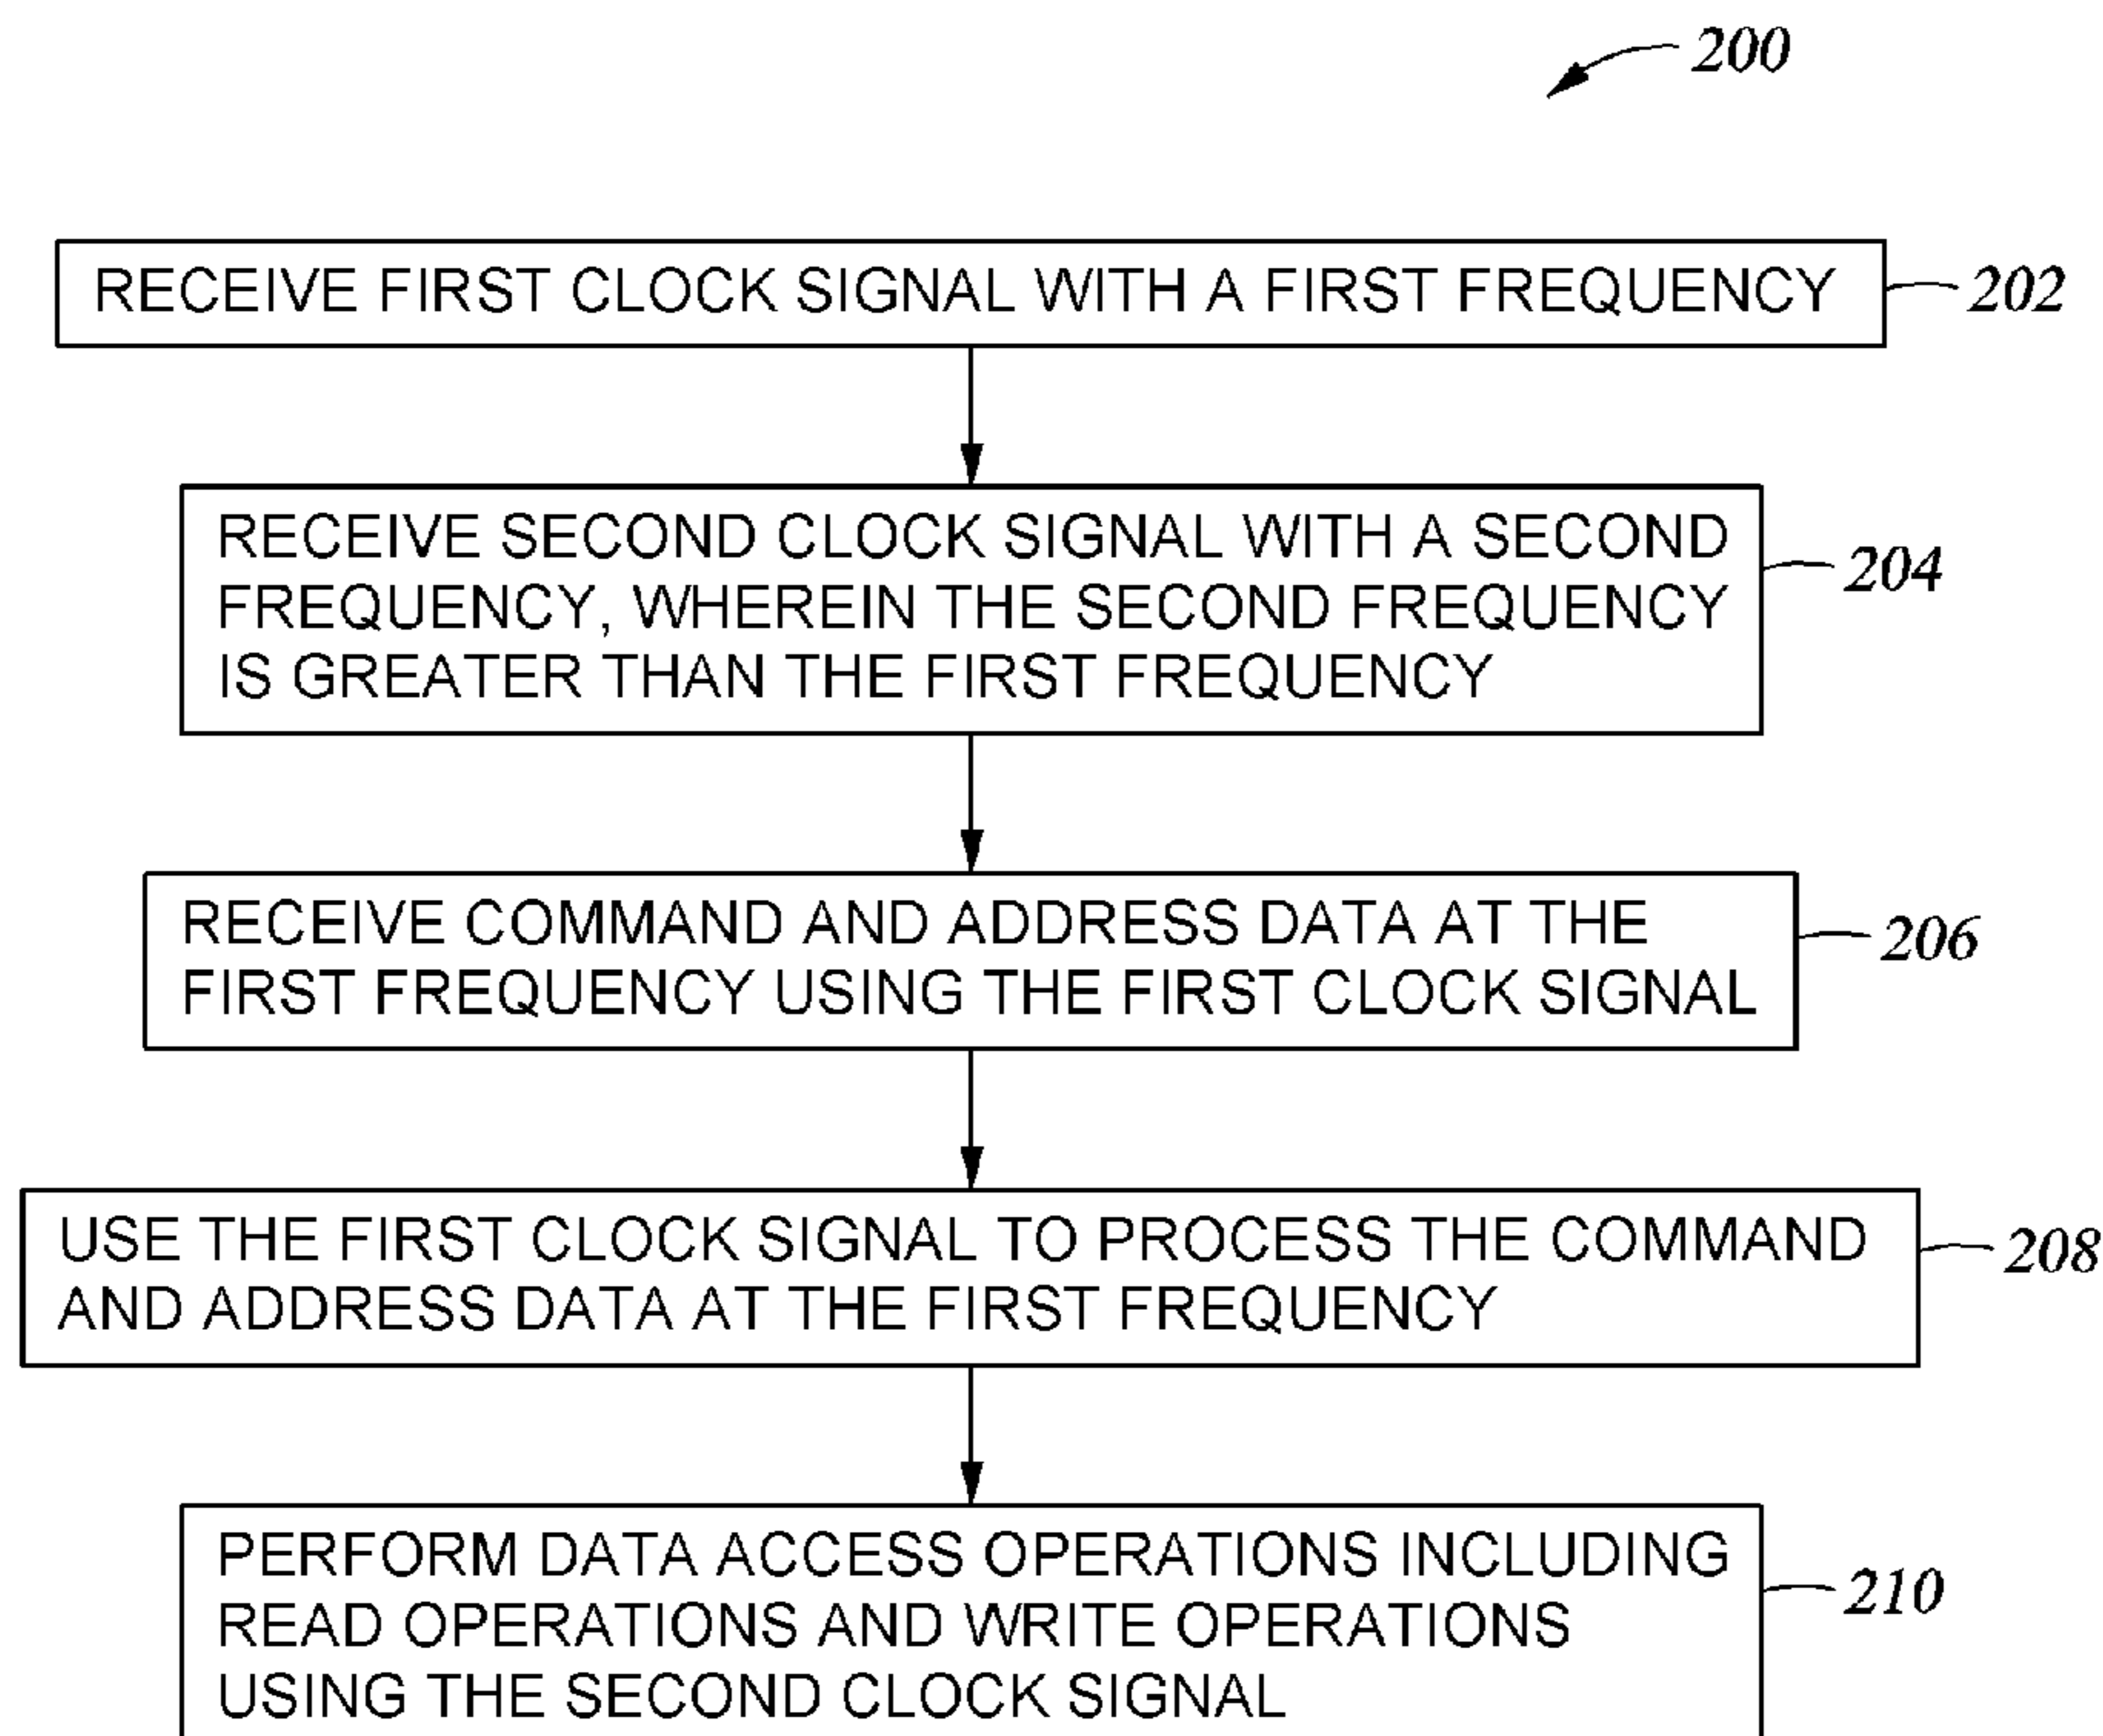 200
RECEIVE FIRST CLOCK SIGNAL WITH A FIRST FREQUENCY
202
RECEIVE SECOND CLOCK SIGNAL WITH A SECOND
FREQUENCY, WHEREIN THE SECOND FREQUENCY
IS GREATER THAN THE FIRST FREQUENCY
204
RECEIVE COMMAND AND ADDRESS DATA AT THE
FIRST FREQUENCY USING THE FIRST CLOCK SIGNAL
206
USE THE FIRST CLOCK SIGNAL TO PROCESS THE COMMAND
AND ADDRESS DATA AT THE FIRST FREQUENCY
208
PERFORM DATA ACCESS OPERATIONS INCLUDING
READ OPERATIONS AND WRITE OPERATIONS
USING THE SECOND CLOCK SIGNAL
210